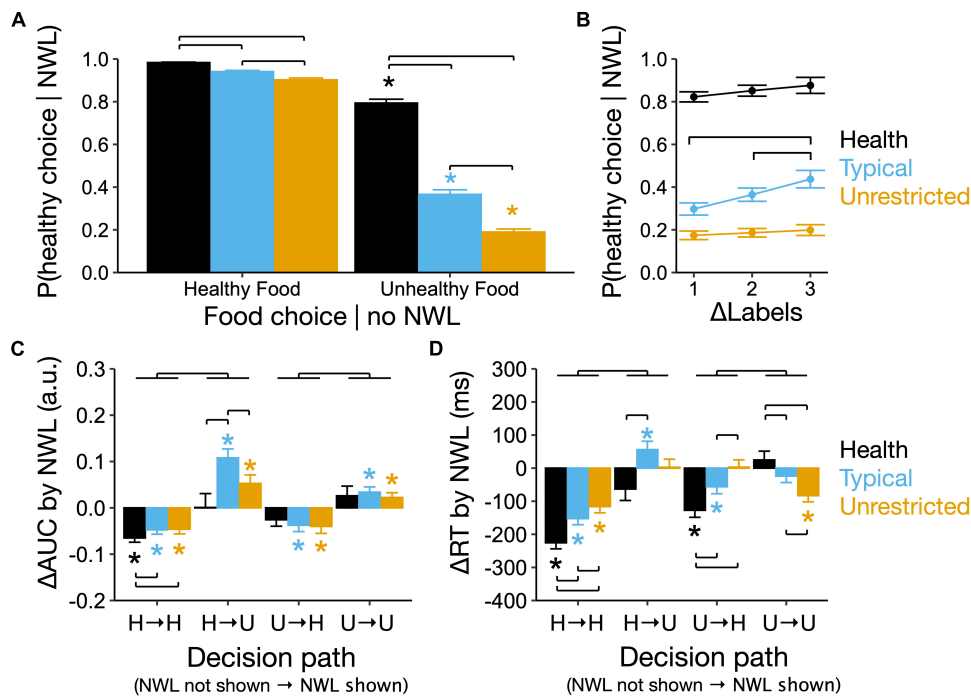 A
P(healthy choice | NWL)
1.0
0.8
0.6
0.4
0.2
0.0
*
*
*
Healthy Food
Unhealthy Food
Food choice | no NWL
B
P(healthy choice | NWL)
1.0
0.8
0.6
0.4
0.2
0.0
1 2 3
ΔLabels
Health
Typical
Unrestricted
C
ΔAUC by NWL (a.u.)
0.3
0.2
0.1
0.0
-0.1
-0.2
* *
* *
* * *
* *
H→H H→U U→H U→U
Decision path
(NWL not shown → NWL shown)
D
ΔRT by NWL (ms)
300
200
100
0
-100
-200
-300
-400
*
* * *
* *
*
H→H H→U U→H U→U
Decision path
(NWL not shown → NWL shown)
Health
Typical
Unrestricted